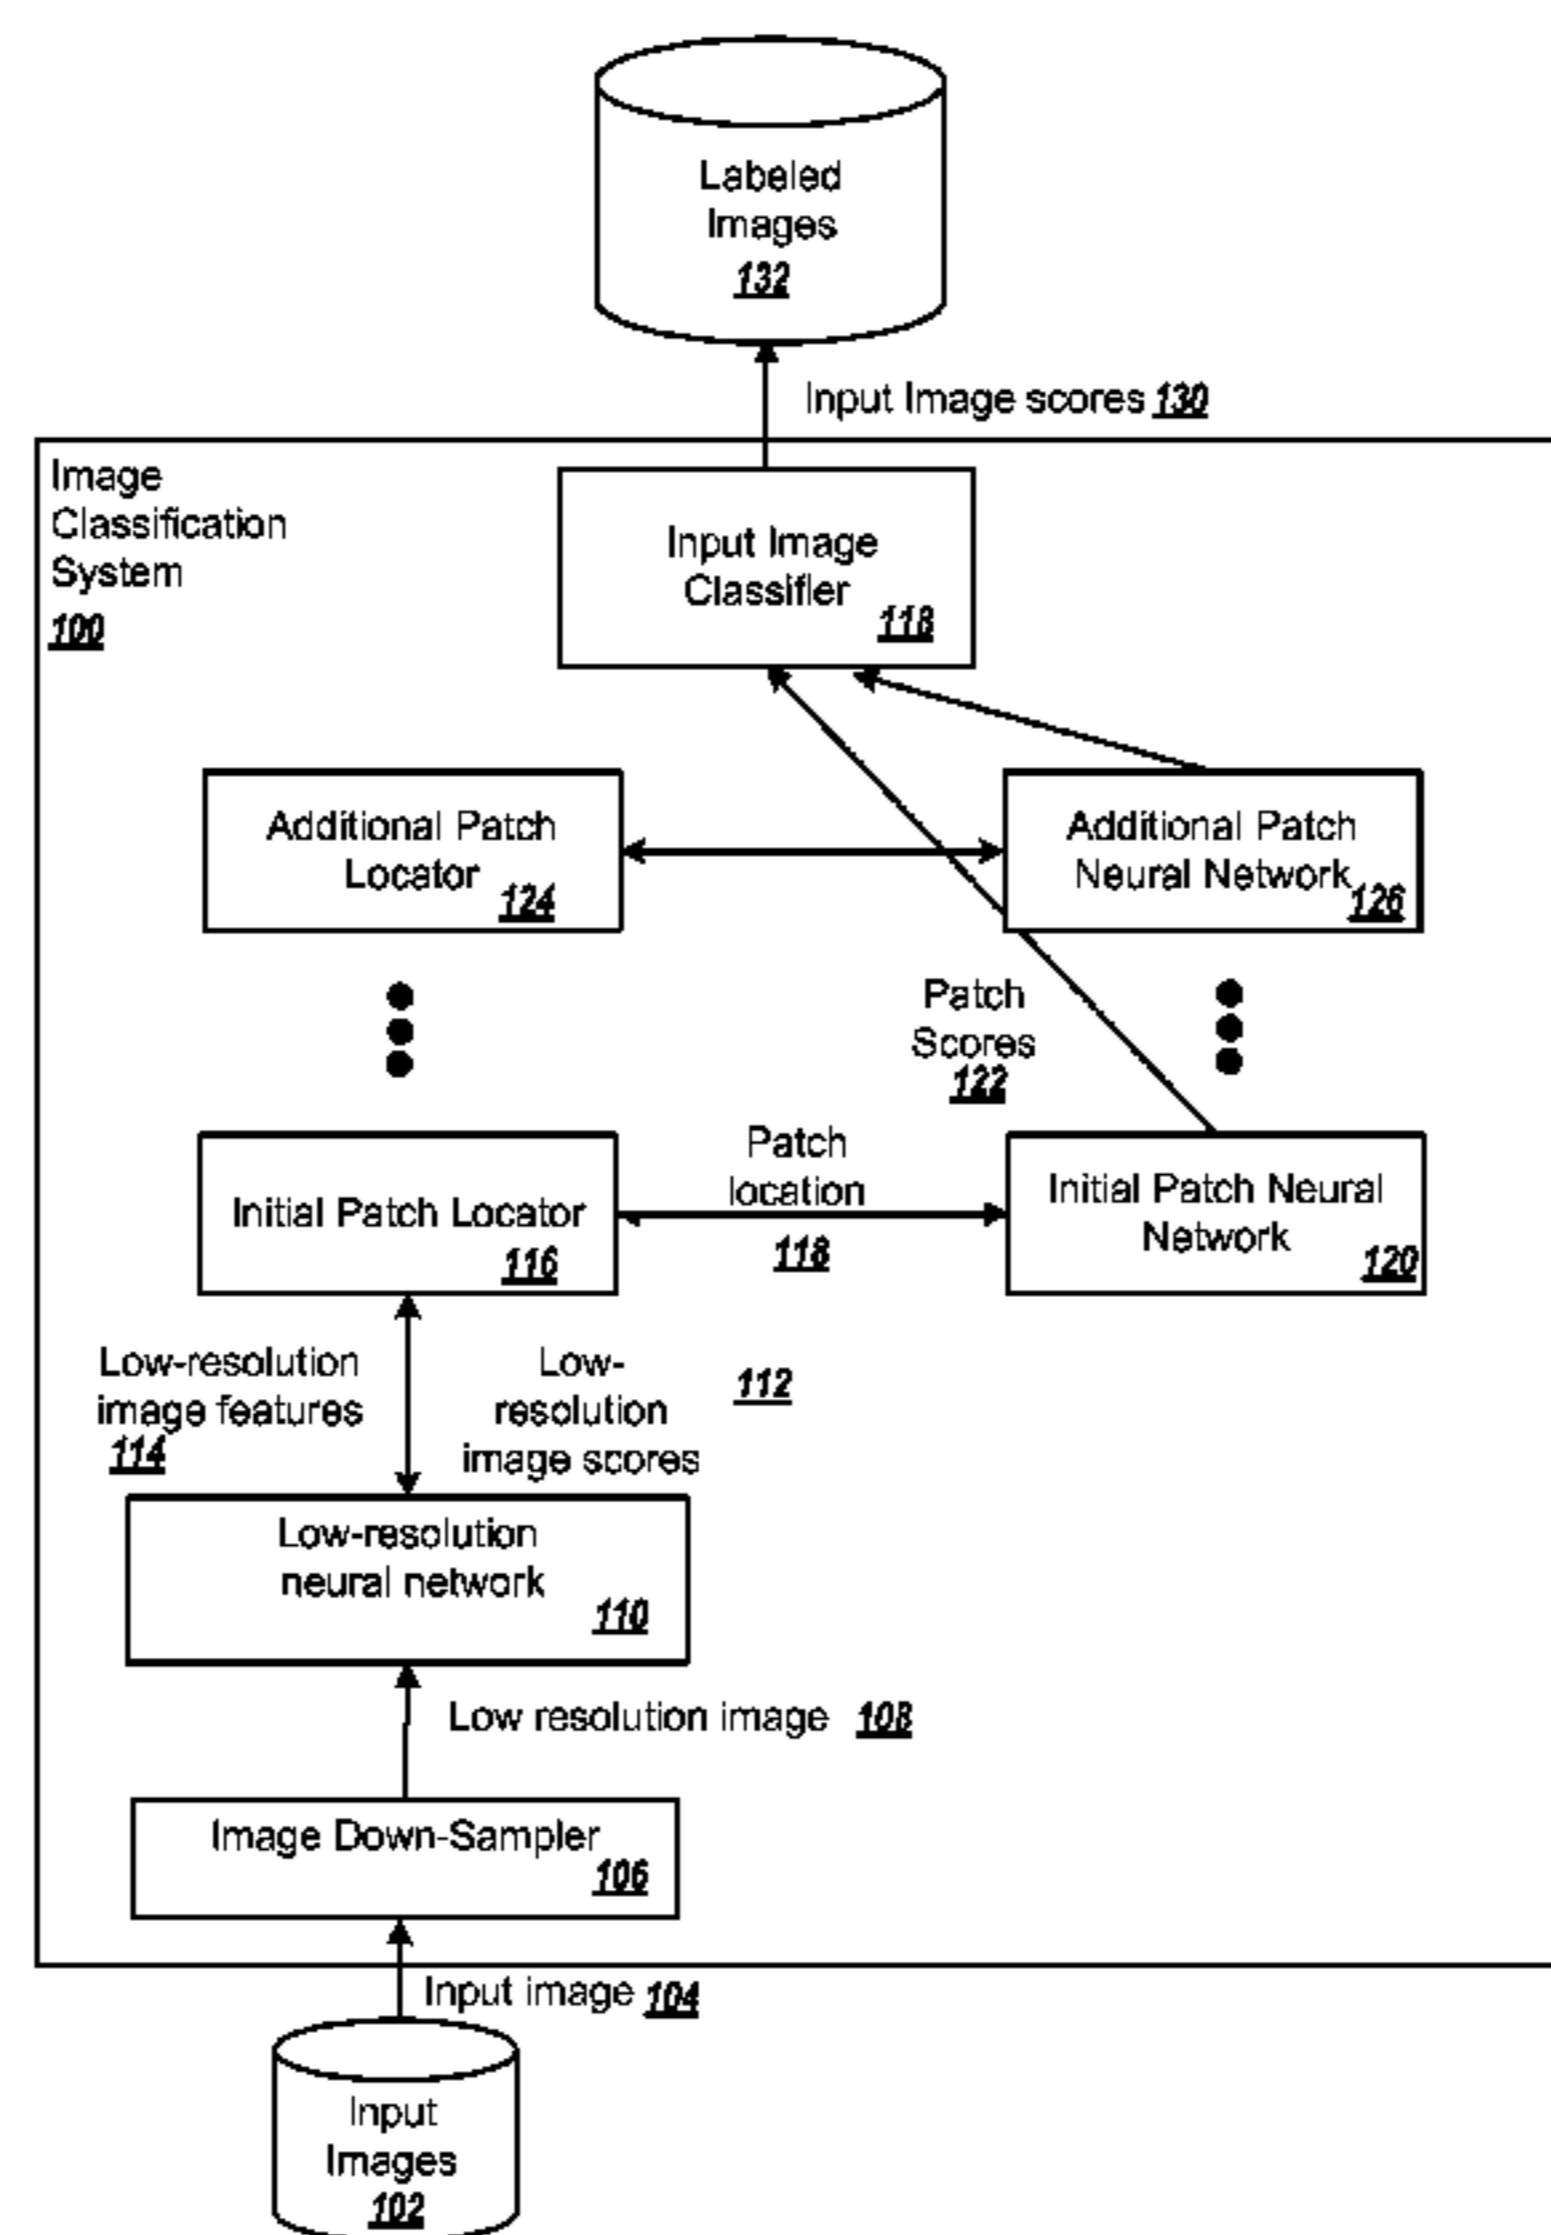 Labeled
Images
132
Input Image scores 130
Image
Classification
System
100
Input Image
Classifier
118
Additional Patch
Locator
124
Additional Patch
Neural Network
126
Patch
Scores
122
Initial Patch Locator
116
Patch
location
118
Initial Patch Neural
Network
120
Low-resolution
image features
114
Low-
resolution
image scores
112
Low-resolution
neural network
110
Low resolution image 108
Image Down-Sampler
106
Input image 104
Input
Images
102